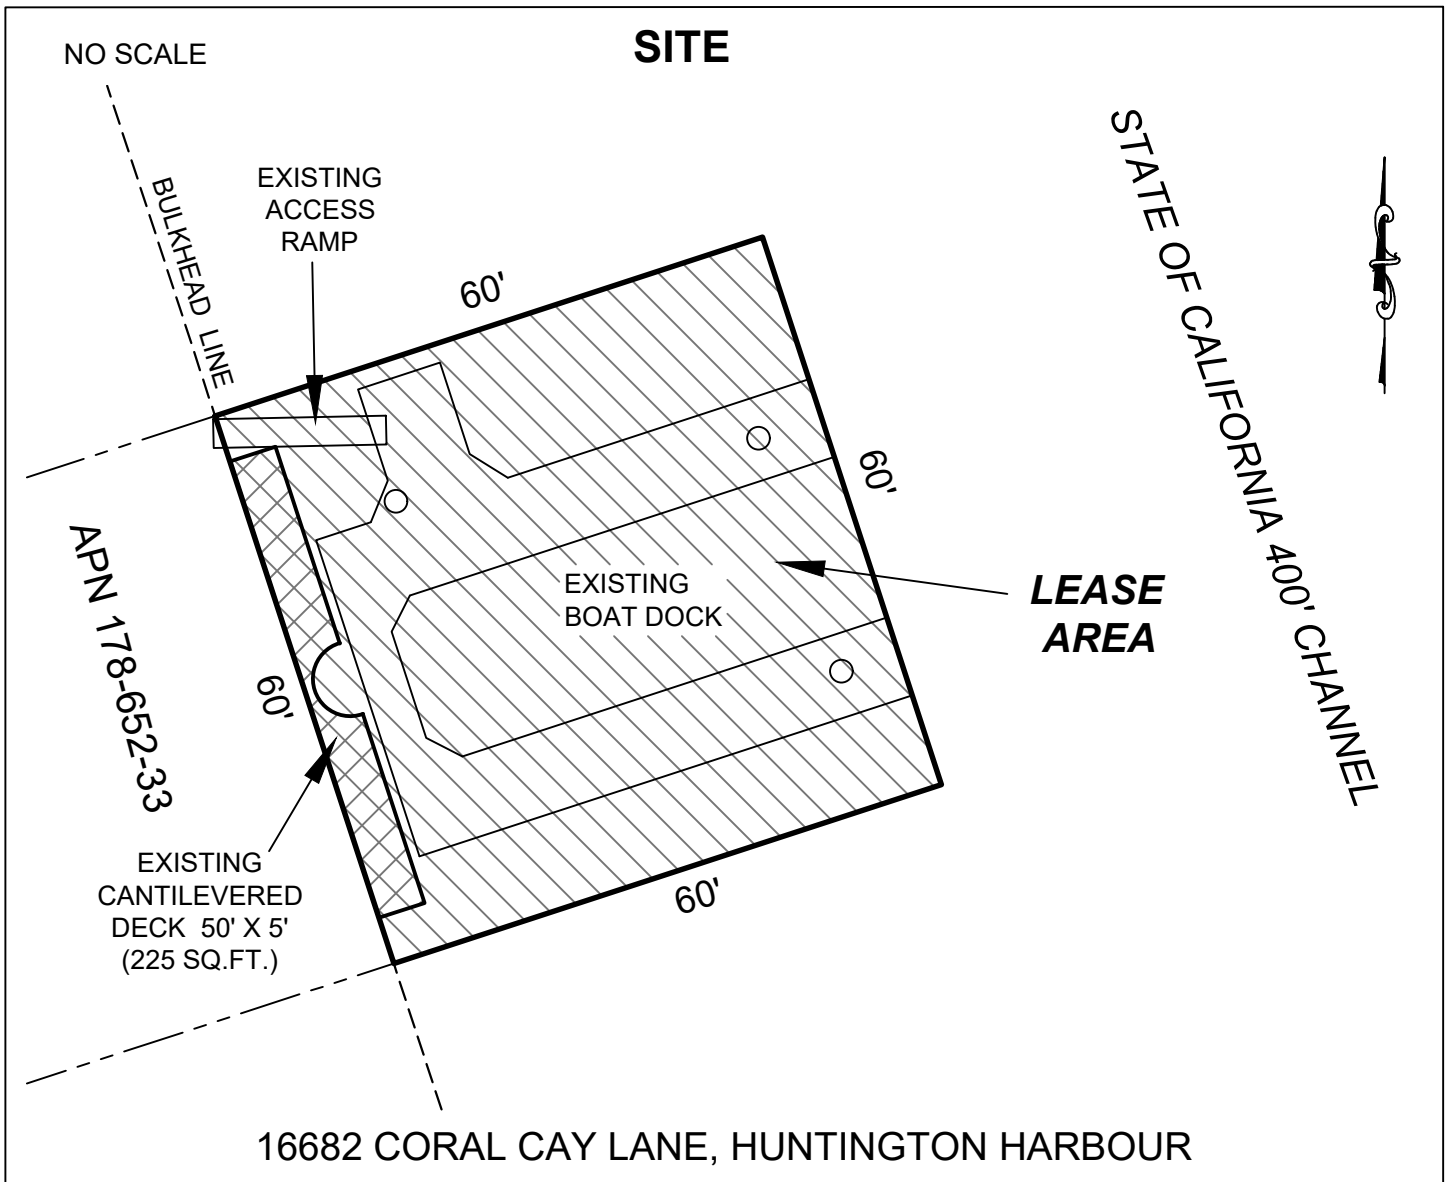 NO SCALE
SITE
BULKHEAD LINE
EXISTING
ACCESS
RAMP
60'
STATE OF CALIFORNIA 400' CHANNEL
60'
APN 178-652-33
EXISTING
BOAT DOCK
LEASE
AREA
60'
EXISTING
CANTILEVERED
DECK 50' X 5'
(225 SQ.FT.)
60'
16682 CORAL CAY LANE, HUNTINGTON HARBOUR